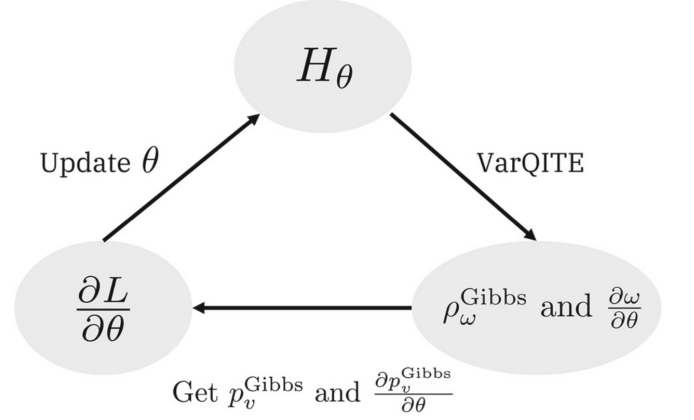 H_θ
Update θ
VarQITE
∂L/∂θ
ρ_ω^Gibbs and ∂ω/∂θ
Get p_v^Gibbs and ∂p_v^Gibbs/∂θ